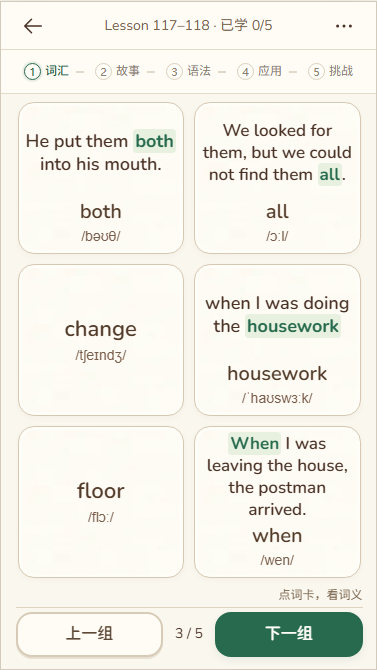 Lesson 117–118 · 已学 0/5
1 词汇 2 故事 3 语法 4 应用 5 挑战
He put them both
into his mouth.
both
/bəʊθ/
We looked for
them, but we could
not find them all.
all
/ɔːl/
change
/tʃeɪndʒ/
when I was doing
the housework
housework
/ˈhaʊswɜːk/
floor
/flɔː/
When I was
leaving the house,
the postman
arrived.
when
/wen/
点词卡，看词义
上一组 3 / 5 下一组